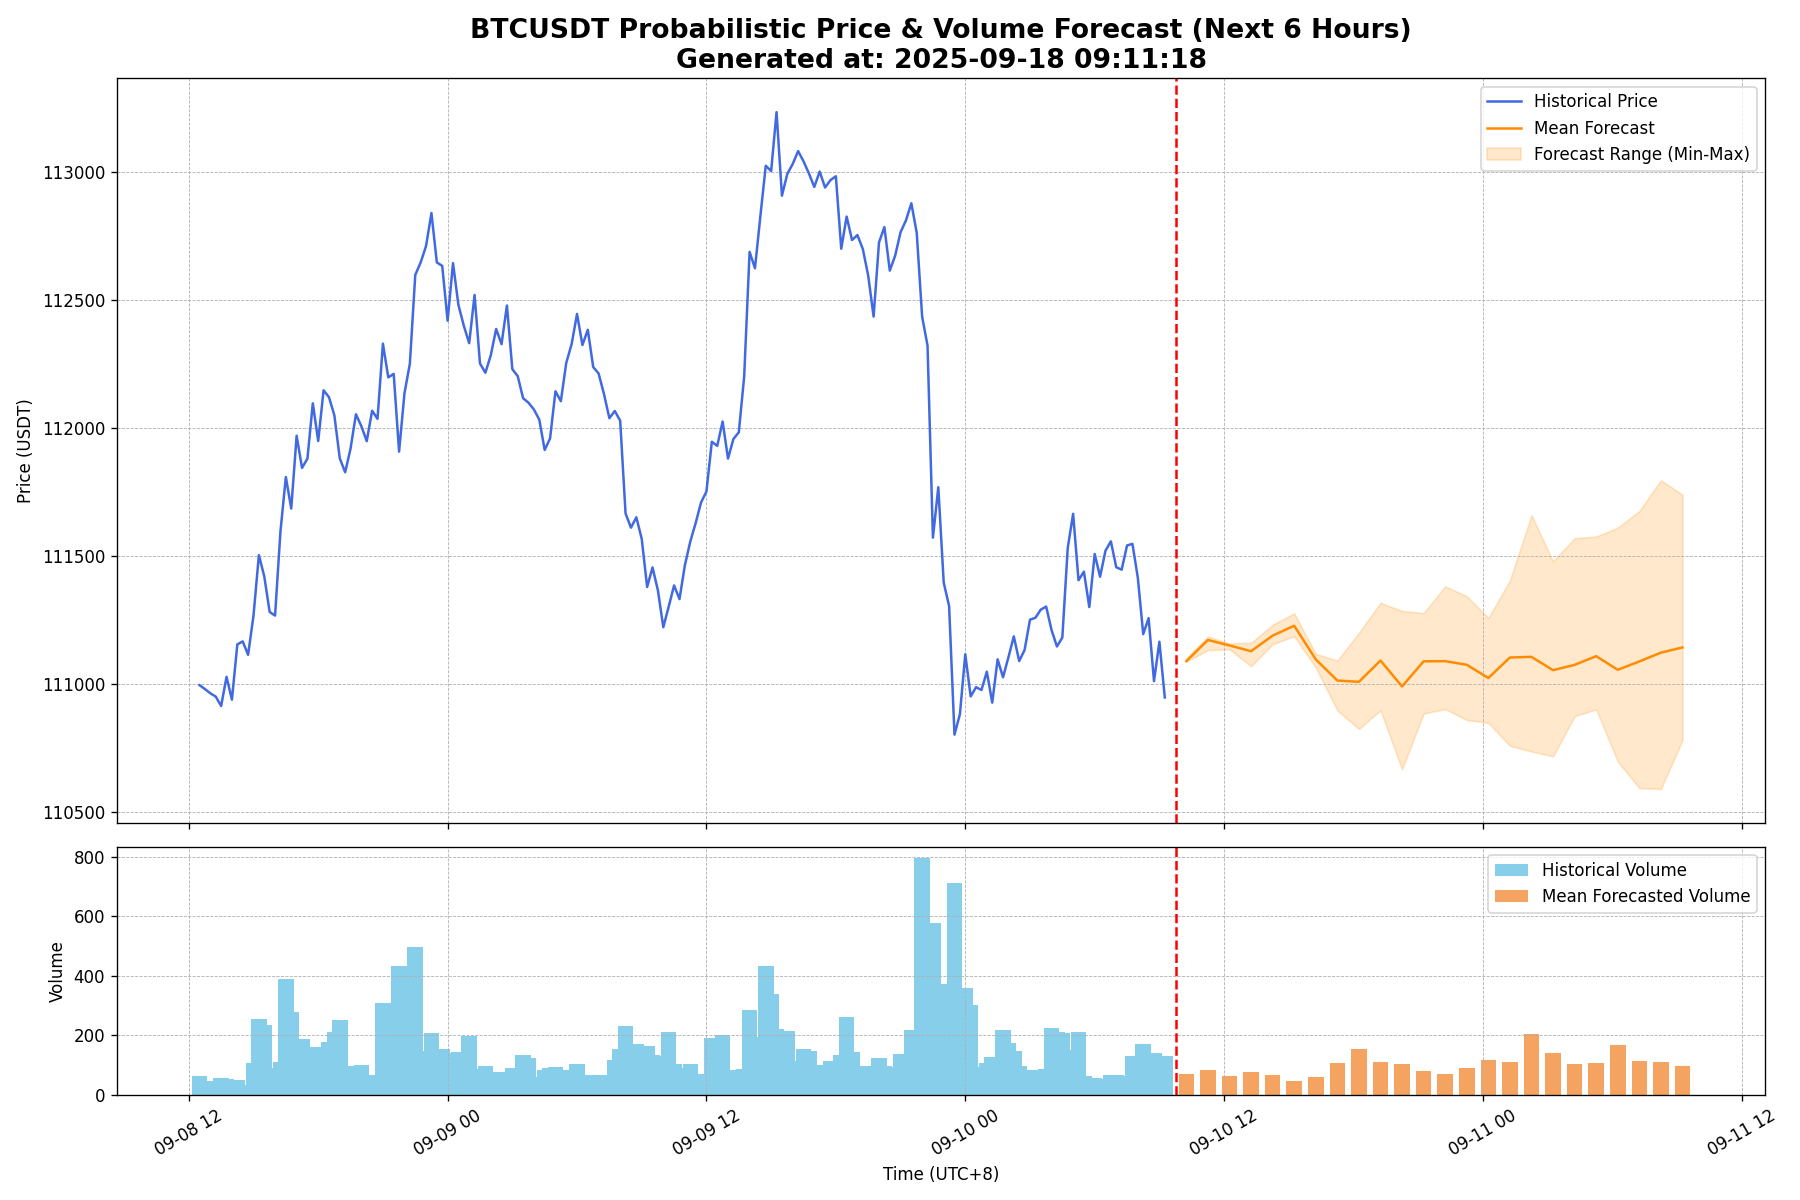 BTCUSDT Probabilistic Price & Volume Forecast (Next 6 Hours)
Generated at: 2025-09-18 09:11:18
Historical Price
Mean Forecast
Forecast Range (Min-Max)
113000
112500
112000
111500
111000
110500
Price (USDT)
Historical Volume
Mean Forecasted Volume
800
600
400
200
0
Volume
09-08 12
09-09 00
09-09 12
09-10 00
09-10 12
09-11 00
09-11 12
Time (UTC+8)